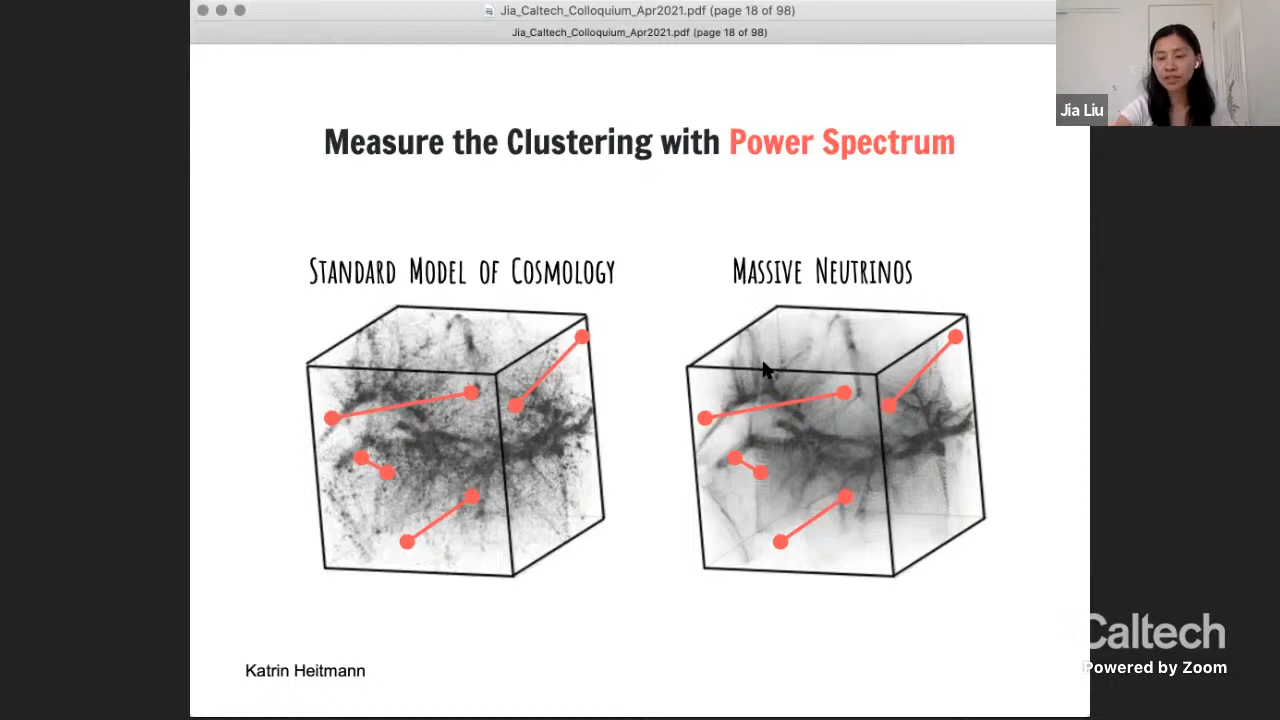 Jia_Caltech_Colloquium_Apr2021.pdf (page 18 of 98)
Jia_Caltech_Colloquium_Apr2021.pdf (page 18 of 98)
Jia Liu
Measure the Clustering with Power Spectrum
Standard Model of Cosmology
Massive Neutrinos
Katrin Heitmann
Caltech
Powered by Zoom